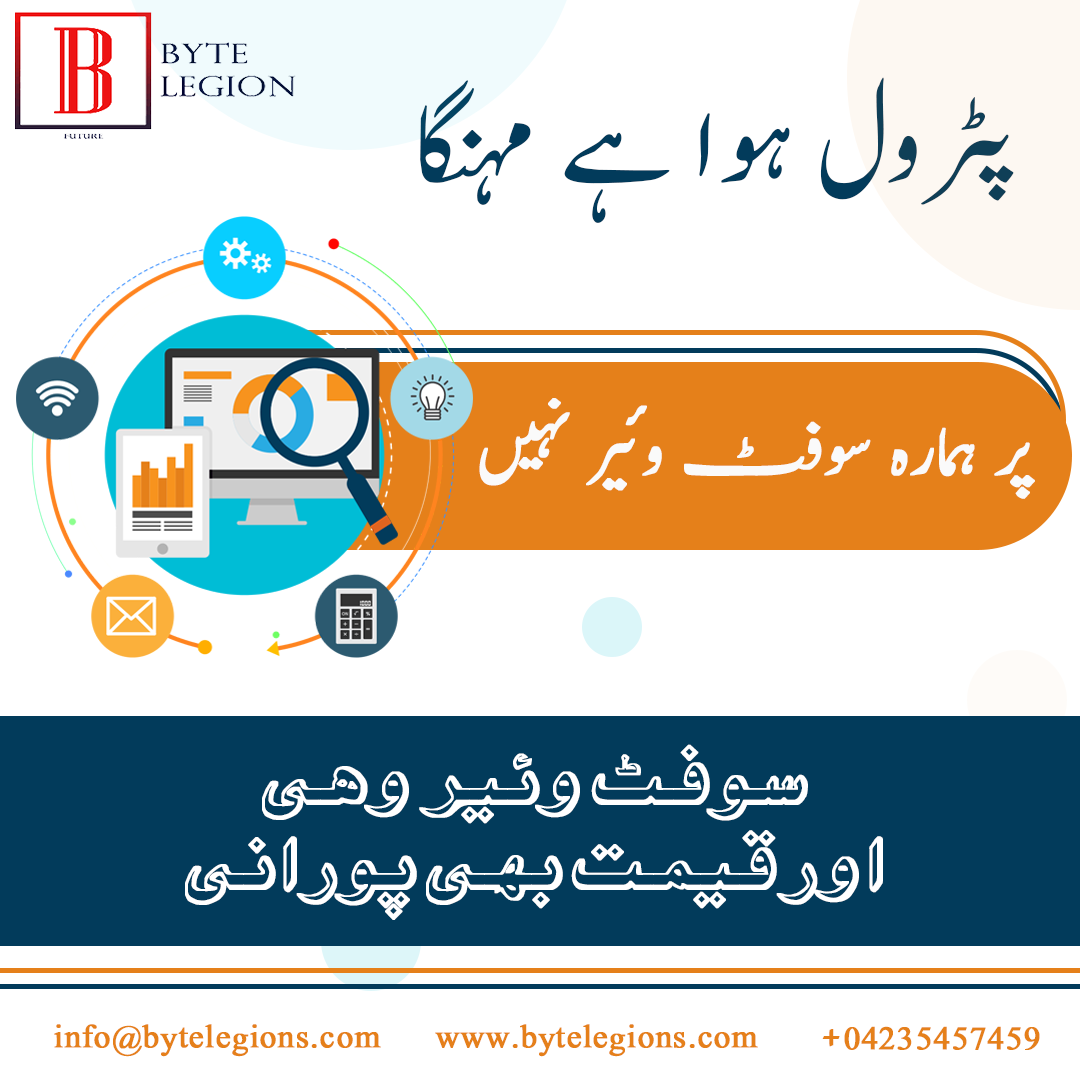 BYTE
LEGION
FUTURE
پٹرول ہوا ہے مہنگا
پر ہمارہ سوفٹ وئیر نہیں
سوفٹ وئیر وھی
اور قیمت بھی پورانی
info@bytelegions.com www.bytelegions.com +04235457459